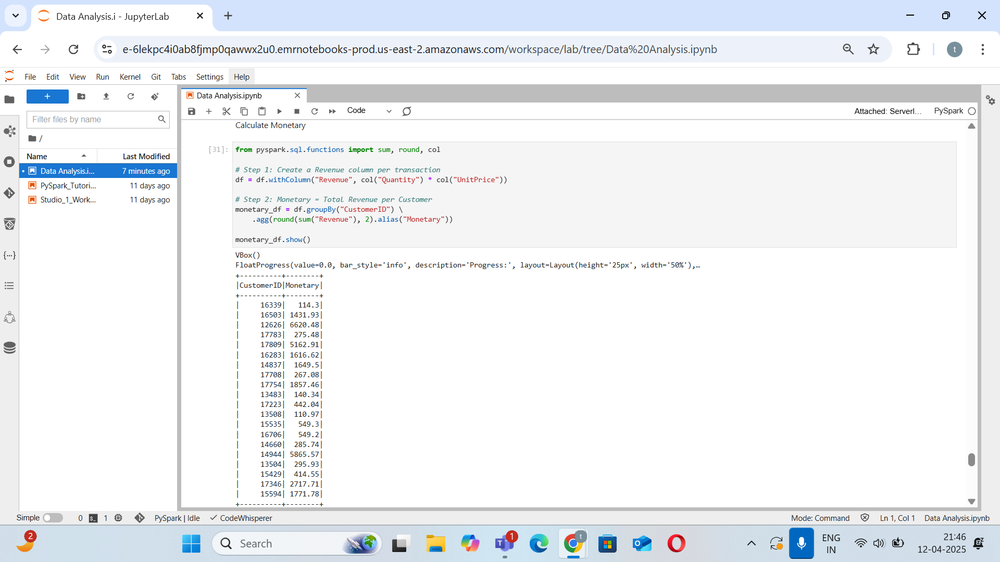 Data Analysis.i - JupyterLab
e-6lekpc4i0ab8fjmp0qawwx2u0.emrnotebooks-prod.us-east-2.amazonaws.com/workspace/lab/tree/Data%20Analysis.ipynb
t
File Edit View Run Kernel Git Tabs Settings Help
+
Data Analysis.ipynb
Code
Attached: Serverl... PySpark
Filter files by name
/
Name Last Modified
Data Analysis.i... 7 minutes ago
PySpark_Tutori... 11 days ago
Studio_1_Work... 11 days ago
Calculate Monetary
[31]: from pyspark.sql.functions import sum, round, col
# Step 1: Create a Revenue column per transaction
df = df.withColumn("Revenue", col("Quantity") * col("UnitPrice"))
# Step 2: Monetary = Total Revenue per Customer
monetary_df = df.groupBy("CustomerID") \
.agg(round(sum("Revenue"), 2).alias("Monetary"))
monetary_df.show()
VBox()
FloatProgress(value=0.0, bar_style='info', description='Progress:', layout=Layout(height='25px', width='50%'),…
+----------+--------+
|CustomerID|Monetary|
+----------+--------+
|     16339|   114.3|
|     16503| 1431.93|
|     12626| 6620.48|
|     17783|  275.48|
|     17809| 5162.91|
|     16283| 1616.62|
|     14837|  1649.5|
|     17708|  267.08|
|     17754| 1857.46|
|     13483|  140.34|
|     17223|  442.04|
|     13508|  110.97|
|     15535|   549.3|
|     16706|   549.2|
|     14660|  285.74|
|     14944| 5865.57|
|     13504|  295.93|
|     15429|  414.55|
|     17346| 2717.71|
|     15594| 1771.78|
+----------+--------+
Simple 0 1 PySpark | Idle CodeWhisperer Mode: Command Ln 1, Col 1 Data Analysis.ipynb
2
Search
1
t
ENG
IN
21:46
12-04-2025